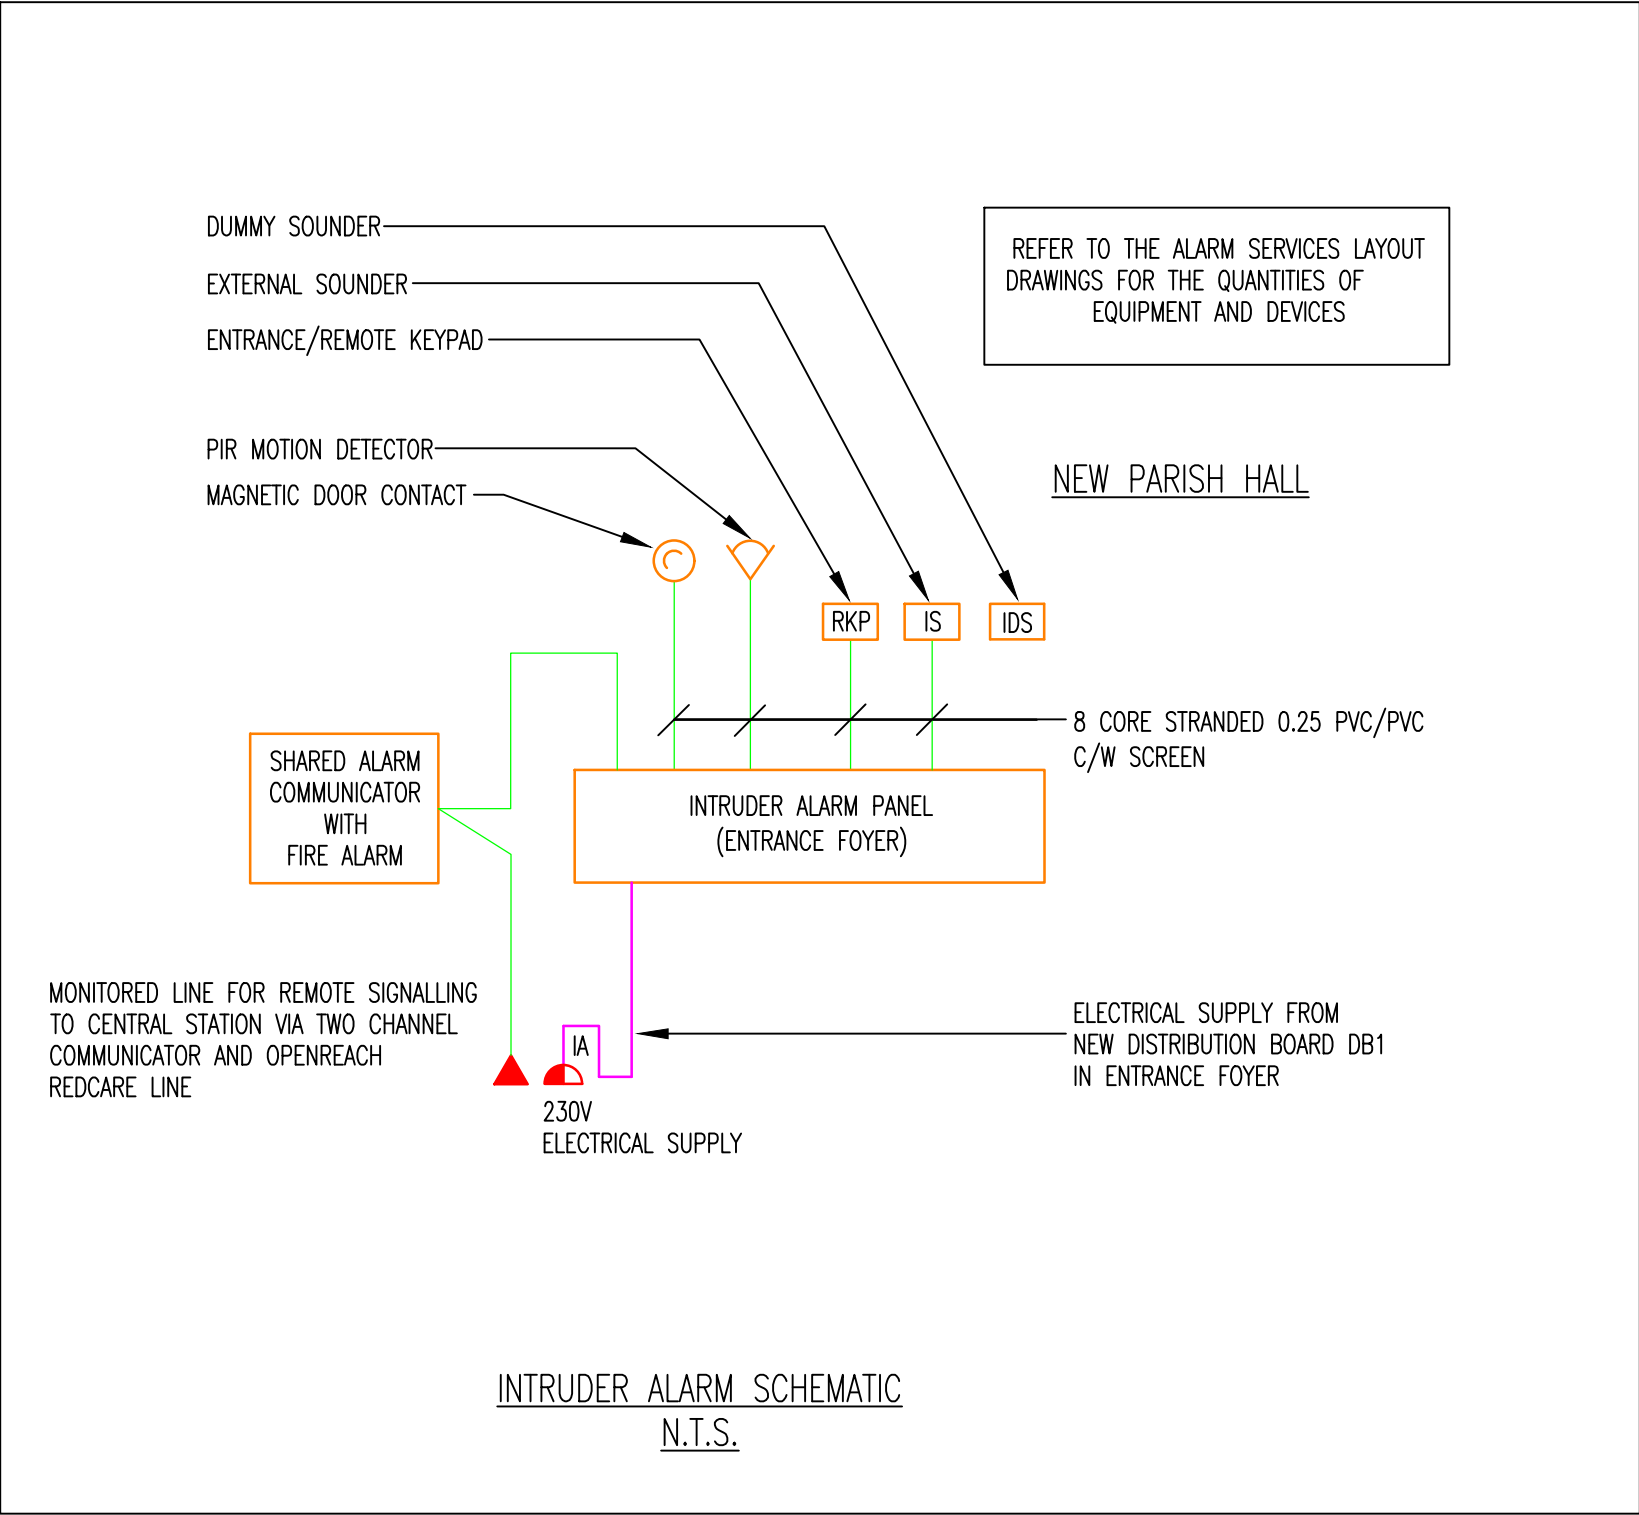 DUMMY SOUNDER
EXTERNAL SOUNDER
ENTRANCE/REMOTE KEYPAD
PIR MOTION DETECTOR
MAGNETIC DOOR CONTACT
REFER TO THE ALARM SERVICES LAYOUT
DRAWINGS FOR THE QUANTITIES OF
EQUIPMENT AND DEVICES
NEW PARISH HALL
RKP
IS
IDS
8 CORE STRANDED 0.25 PVC/PVC
C/W SCREEN
SHARED ALARM
COMMUNICATOR
WITH
FIRE ALARM
INTRUDER ALARM PANEL
(ENTRANCE FOYER)
MONITORED LINE FOR REMOTE SIGNALLING
TO CENTRAL STATION VIA TWO CHANNEL
COMMUNICATOR AND OPENREACH
REDCARE LINE
IA
230V
ELECTRICAL SUPPLY
ELECTRICAL SUPPLY FROM
NEW DISTRIBUTION BOARD DB1
IN ENTRANCE FOYER
INTRUDER ALARM SCHEMATIC
N.T.S.